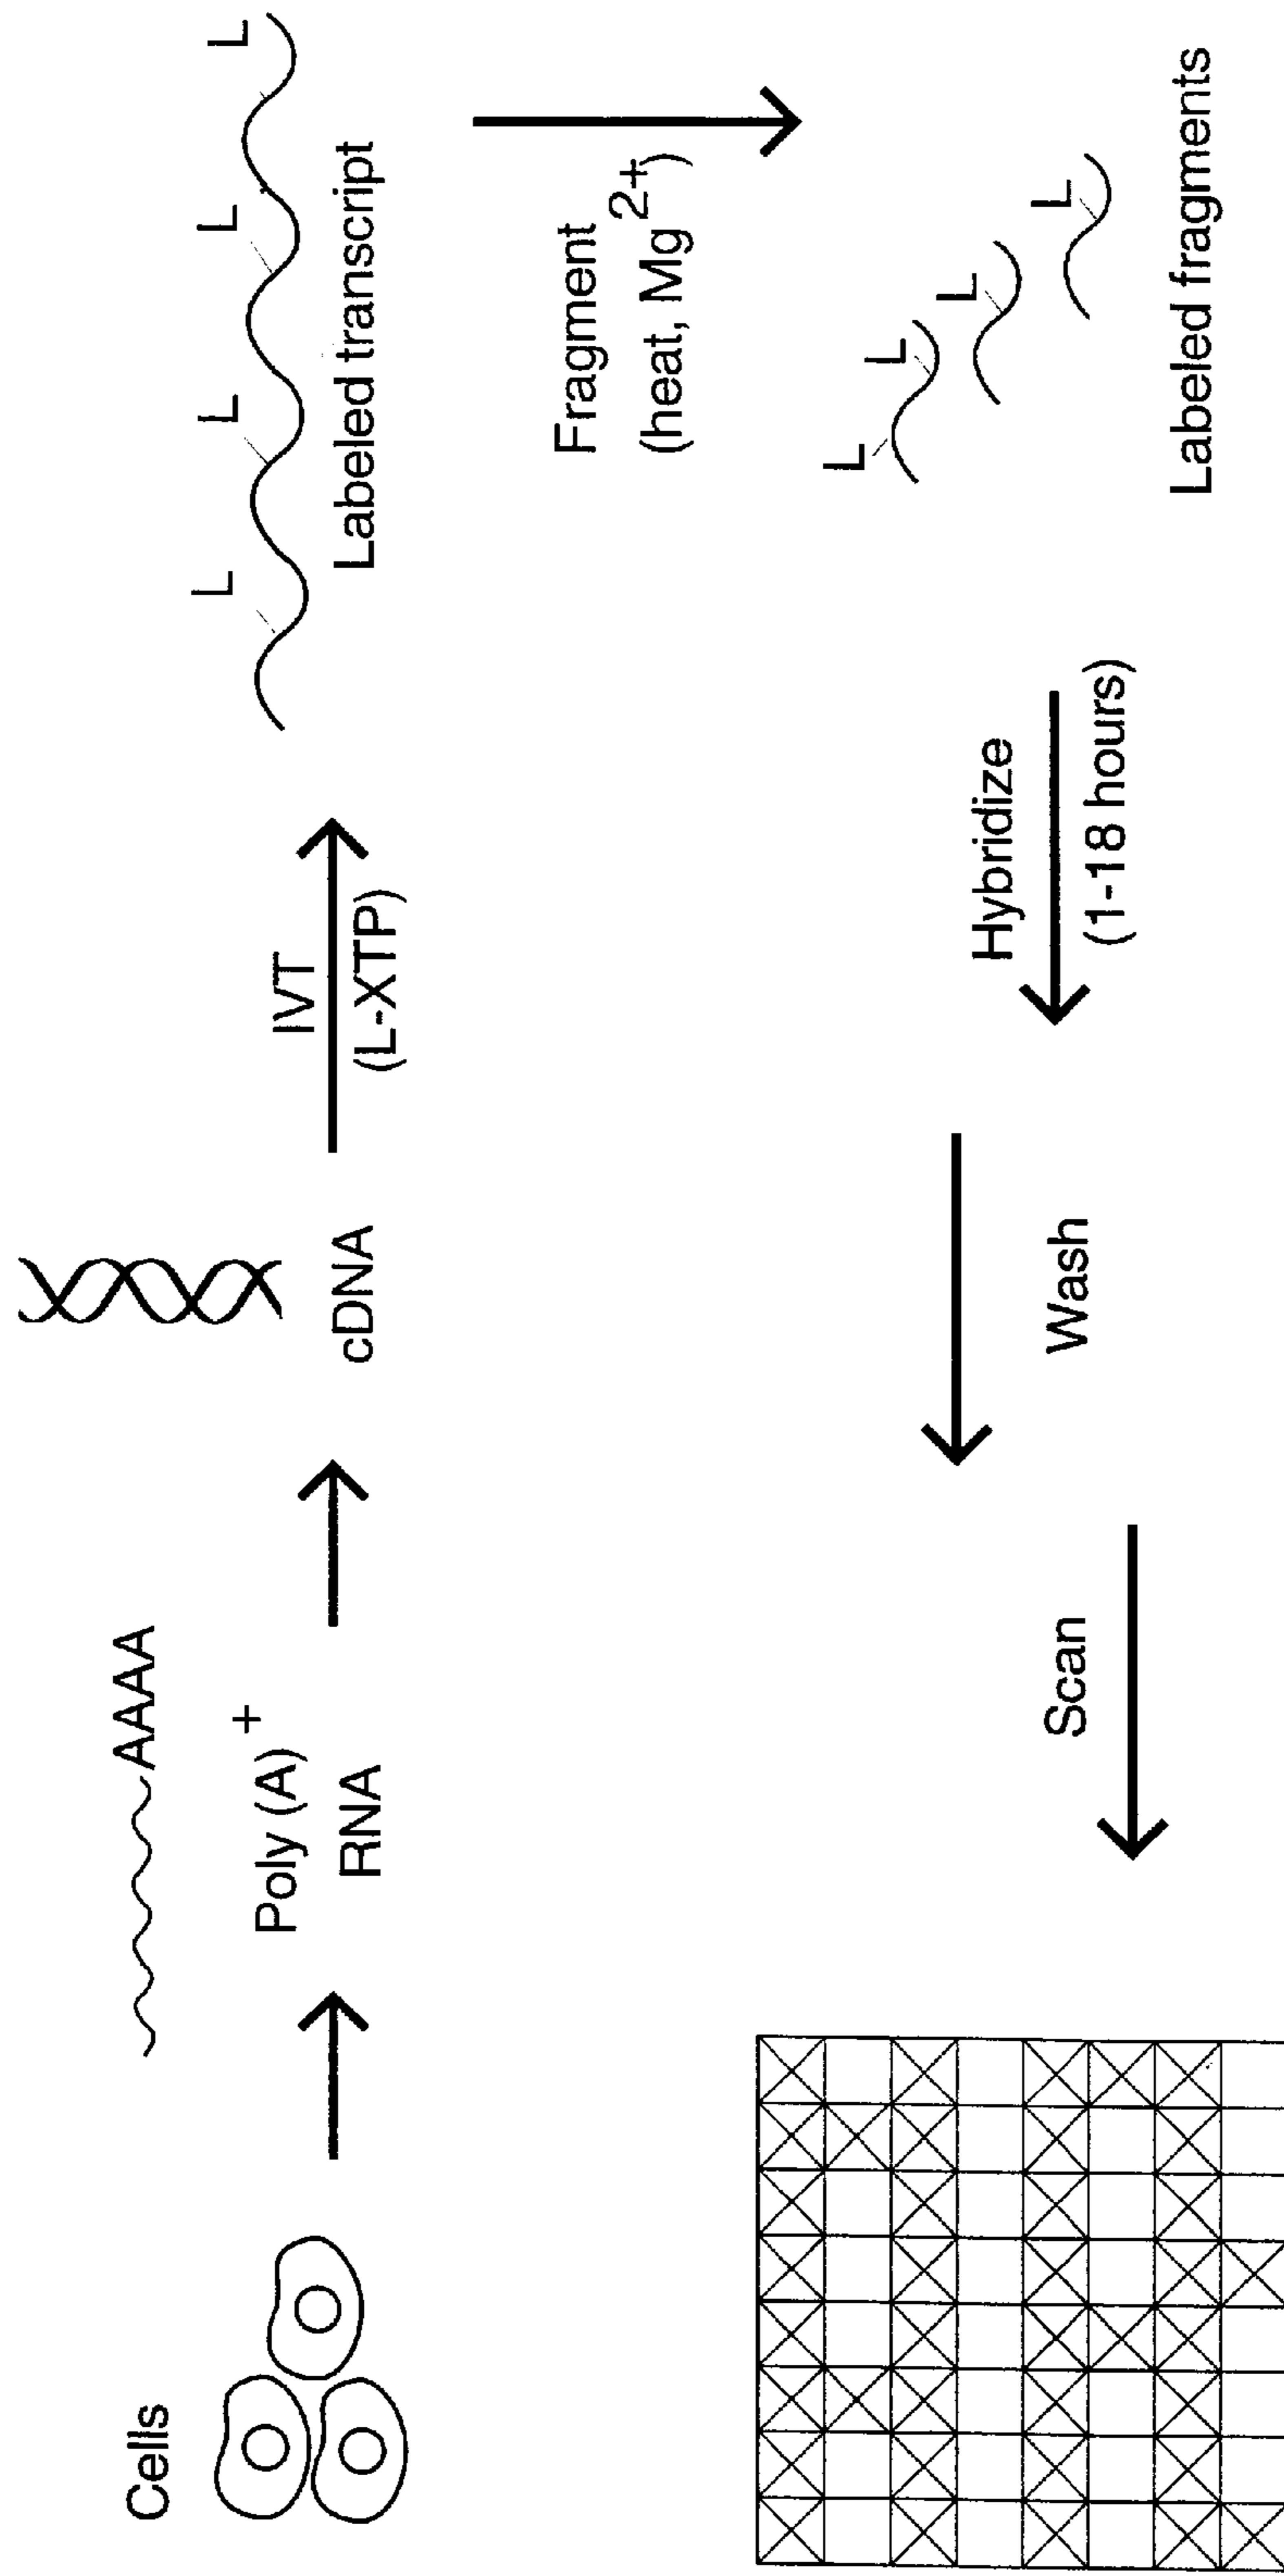 Cells
AAAA
Poly (A)+
RNA
cDNA
IVT
(L-XTP)
L
L
L
L
Labeled transcript
Fragment
(heat, Mg2+)
L
L
L
L
Labeled fragments
Hybridize
(1-18 hours)
Wash
Scan